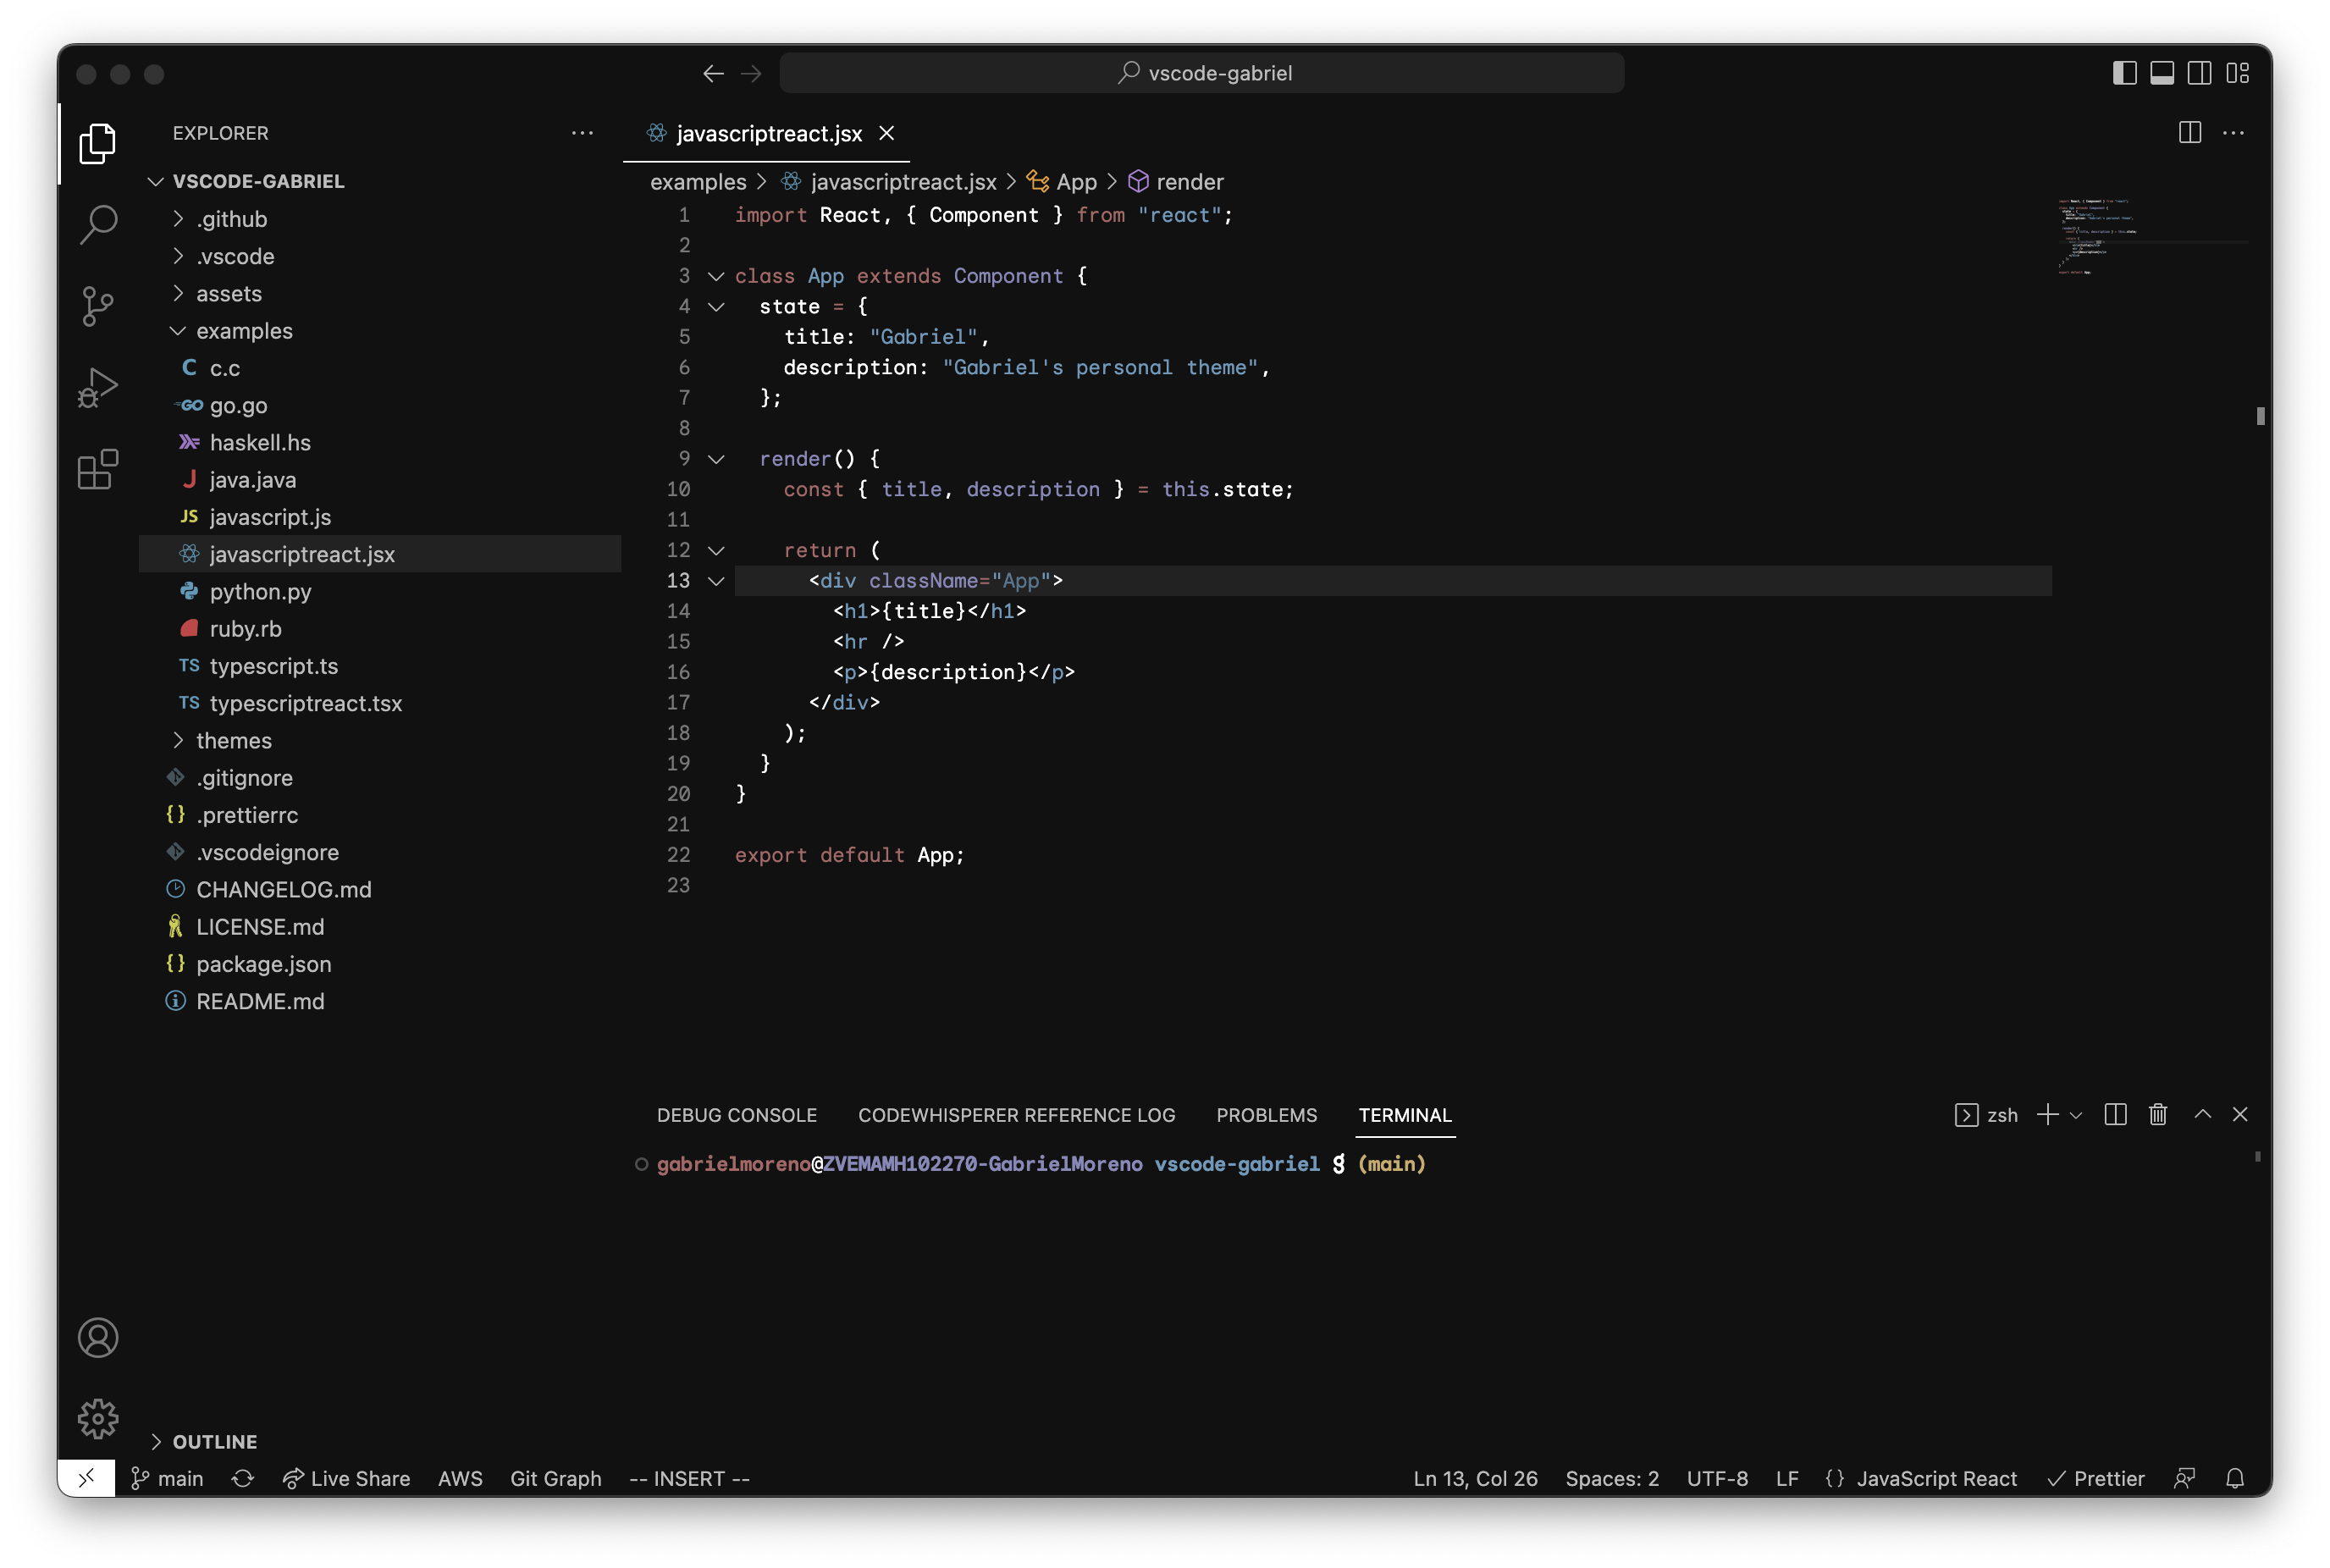 vscode-gabriel
EXPLORER
VSCODE-GABRIEL
.github
.vscode
assets
examples
C c.c
GO go.go
haskell.hs
J java.java
JS javascript.js
javascriptreact.jsx
python.py
ruby.rb
TS typescript.ts
TS typescriptreact.tsx
themes
.gitignore
{} .prettierrc
.vscodeignore
CHANGELOG.md
LICENSE.md
{} package.json
README.md
OUTLINE
javascriptreact.jsx
examples > javascriptreact.jsx > App > render
1 import React, { Component } from "react";
2
3 class App extends Component {
4   state = {
5     title: "Gabriel",
6     description: "Gabriel's personal theme",
7   };
8
9   render() {
10     const { title, description } = this.state;
11
12     return (
13       <div className="App">
14         <h1>{title}</h1>
15         <hr />
16         <p>{description}</p>
17       </div>
18     );
19   }
20 }
21
22 export default App;
23
DEBUG CONSOLE CODEWHISPERER REFERENCE LOG PROBLEMS TERMINAL zsh
gabrielmoreno@ZVEMAMH102270-GabrielMoreno vscode-gabriel g (main)
main Live Share AWS Git Graph -- INSERT -- Ln 13, Col 26 Spaces: 2 UTF-8 LF {} JavaScript React Prettier